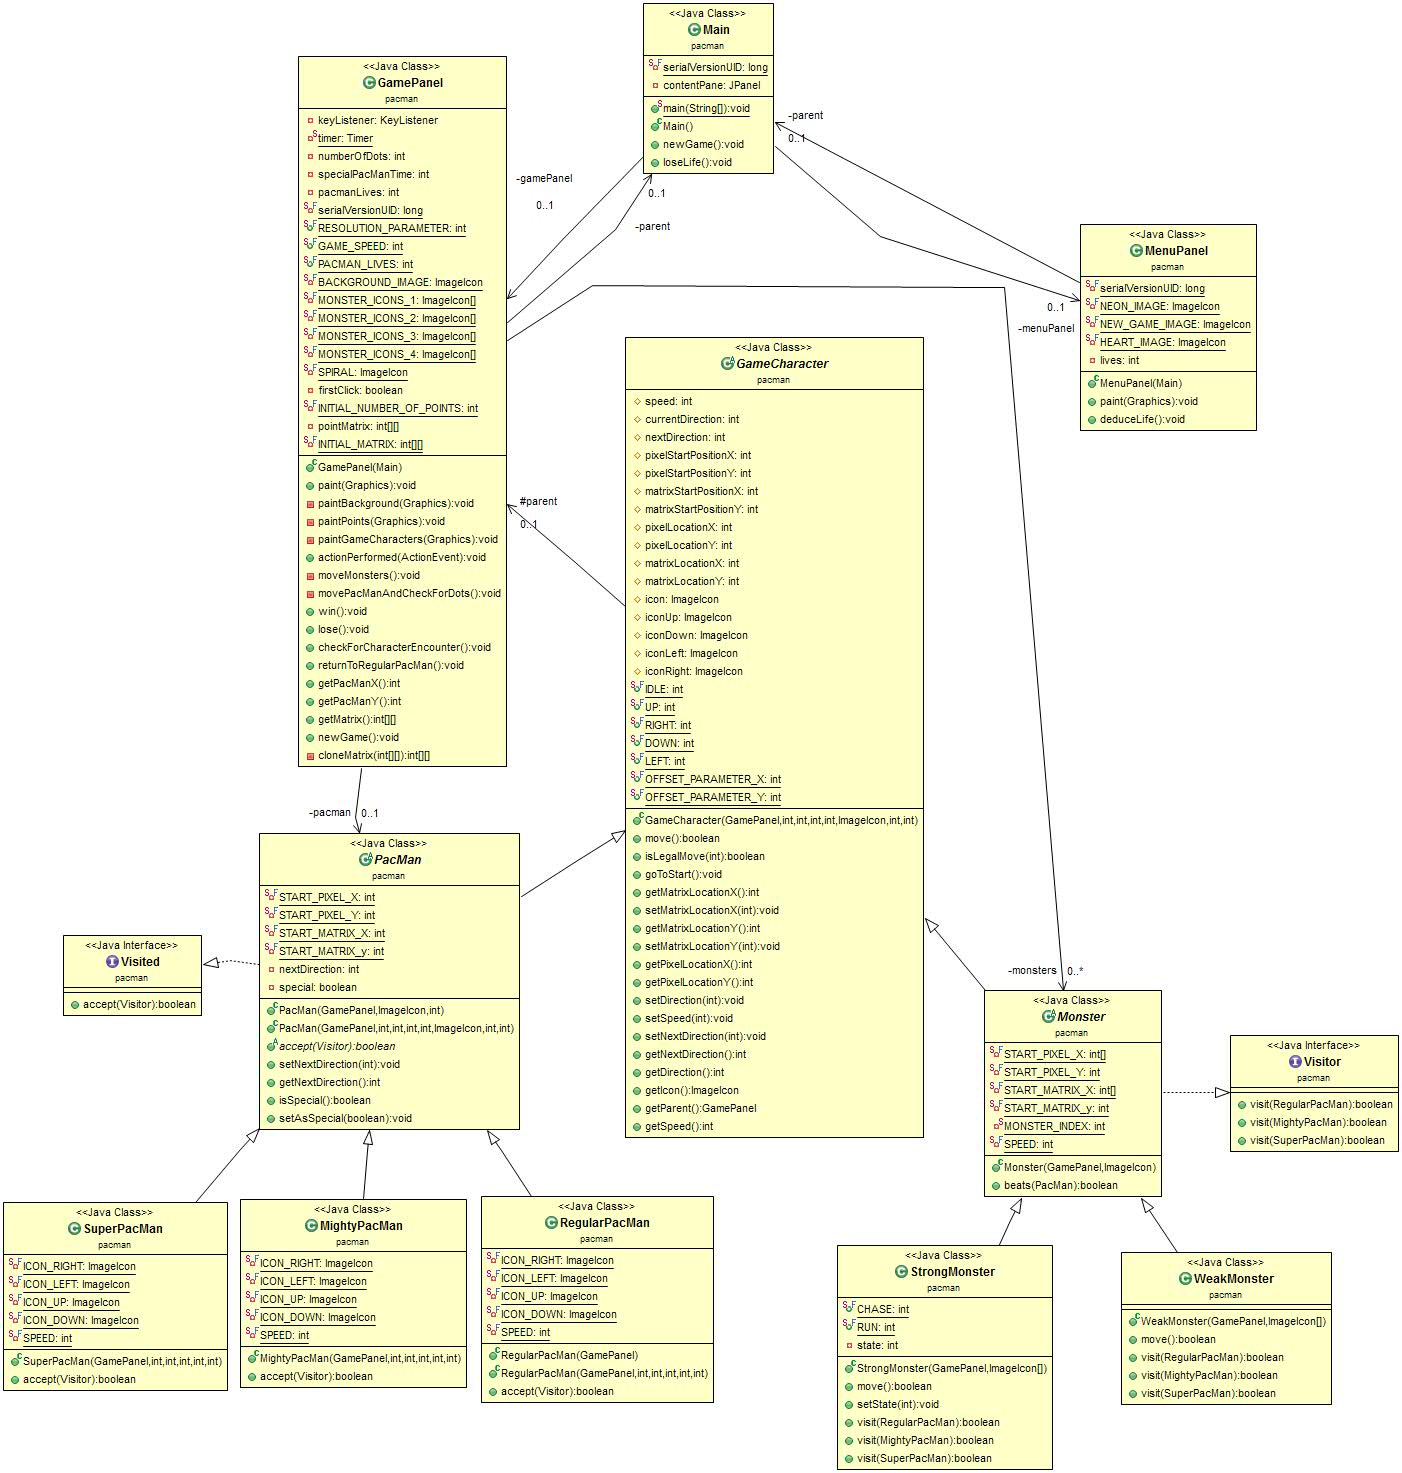 <<Java Class>>
Main
pacman
serialVersionUID: long
contentPane: JPanel
main(String[]):void
Main()
newGame():void
loseLife():void
<<Java Class>>
GamePanel
pacman
keyListener: KeyListener
timer: Timer
numberOfDots: int
specialPacManTime: int
pacmanLives: int
serialVersionUID: long
RESOLUTION_PARAMETER: int
GAME_SPEED: int
PACMAN_LIVES: int
BACKGROUND_IMAGE: ImageIcon
MONSTER_ICONS_1: ImageIcon[]
MONSTER_ICONS_2: ImageIcon[]
MONSTER_ICONS_3: ImageIcon[]
MONSTER_ICONS_4: ImageIcon[]
SPIRAL: ImageIcon
firstClick: boolean
INITIAL_NUMBER_OF_POINTS: int
pointMatrix: int[][]
INITIAL_MATRIX: int[][]
GamePanel(Main)
paint(Graphics):void
paintBackground(Graphics):void
paintPoints(Graphics):void
paintGameCharacters(Graphics):void
actionPerformed(ActionEvent):void
moveMonsters():void
movePacManAndCheckForDots():void
win():void
lose():void
checkForCharacterEncounter():void
returnToRegularPacMan():void
getPacManX():int
getPacManY():int
getMatrix():int[][]
newGame():void
cloneMatrix(int[][]):int[][]
-gamePanel
0..1
0..1
-parent
-parent
0..1
0..1
-menuPanel
<<Java Class>>
MenuPanel
pacman
serialVersionUID: long
NEON_IMAGE: ImageIcon
NEW_GAME_IMAGE: ImageIcon
HEART_IMAGE: ImageIcon
lives: int
MenuPanel(Main)
paint(Graphics):void
deduceLife():void
<<Java Class>>
GameCharacter
pacman
speed: int
currentDirection: int
nextDirection: int
pixelStartPositionX: int
pixelStartPositionY: int
matrixStartPositionX: int
matrixStartPositionY: int
pixelLocationX: int
pixelLocationY: int
matrixLocationX: int
matrixLocationY: int
icon: ImageIcon
iconUp: ImageIcon
iconDown: ImageIcon
iconLeft: ImageIcon
iconRight: ImageIcon
IDLE: int
UP: int
RIGHT: int
DOWN: int
LEFT: int
OFFSET_PARAMETER_X: int
OFFSET_PARAMETER_Y: int
GameCharacter(GamePanel,int,int,int,int,ImageIcon,int,int)
move():boolean
isLegalMove(int):boolean
goToStart():void
getMatrixLocationX():int
setMatrixLocationX(int):void
getMatrixLocationY():int
setMatrixLocationY(int):void
getPixelLocationX():int
getPixelLocationY():int
setDirection(int):void
setSpeed(int):void
setNextDirection(int):void
getNextDirection():int
getDirection():int
getIcon():ImageIcon
getParent():GamePanel
getSpeed():int
#parent
0..1
-pacman
0..1
<<Java Class>>
PacMan
pacman
START_PIXEL_X: int
START_PIXEL_Y: int
START_MATRIX_X: int
START_MATRIX_y: int
nextDirection: int
special: boolean
PacMan(GamePanel,ImageIcon,int)
PacMan(GamePanel,int,int,int,int,ImageIcon,int,int)
accept(Visitor):boolean
setNextDirection(int):void
getNextDirection():int
isSpecial():boolean
setAsSpecial(boolean):void
<<Java Interface>>
Visited
pacman
accept(Visitor):boolean
-monsters
0..*
<<Java Class>>
Monster
pacman
START_PIXEL_X: int[]
START_PIXEL_Y: int
START_MATRIX_X: int[]
START_MATRIX_y: int
MONSTER_INDEX: int
SPEED: int
Monster(GamePanel,ImageIcon)
beats(PacMan):boolean
<<Java Interface>>
Visitor
pacman
visit(RegularPacMan):boolean
visit(MightyPacMan):boolean
visit(SuperPacMan):boolean
<<Java Class>>
SuperPacMan
pacman
ICON_RIGHT: ImageIcon
ICON_LEFT: ImageIcon
ICON_UP: ImageIcon
ICON_DOWN: ImageIcon
SPEED: int
SuperPacMan(GamePanel,int,int,int,int,int)
accept(Visitor):boolean
<<Java Class>>
MightyPacMan
pacman
ICON_RIGHT: ImageIcon
ICON_LEFT: ImageIcon
ICON_UP: ImageIcon
ICON_DOWN: ImageIcon
SPEED: int
MightyPacMan(GamePanel,int,int,int,int,int)
accept(Visitor):boolean
<<Java Class>>
RegularPacMan
pacman
ICON_RIGHT: ImageIcon
ICON_LEFT: ImageIcon
ICON_UP: ImageIcon
ICON_DOWN: ImageIcon
SPEED: int
RegularPacMan(GamePanel)
RegularPacMan(GamePanel,int,int,int,int,int)
accept(Visitor):boolean
<<Java Class>>
StrongMonster
pacman
CHASE: int
RUN: int
state: int
StrongMonster(GamePanel,ImageIcon[])
move():boolean
setState(int):void
visit(RegularPacMan):boolean
visit(MightyPacMan):boolean
visit(SuperPacMan):boolean
<<Java Class>>
WeakMonster
pacman
WeakMonster(GamePanel,ImageIcon[])
move():boolean
visit(RegularPacMan):boolean
visit(MightyPacMan):boolean
visit(SuperPacMan):boolean